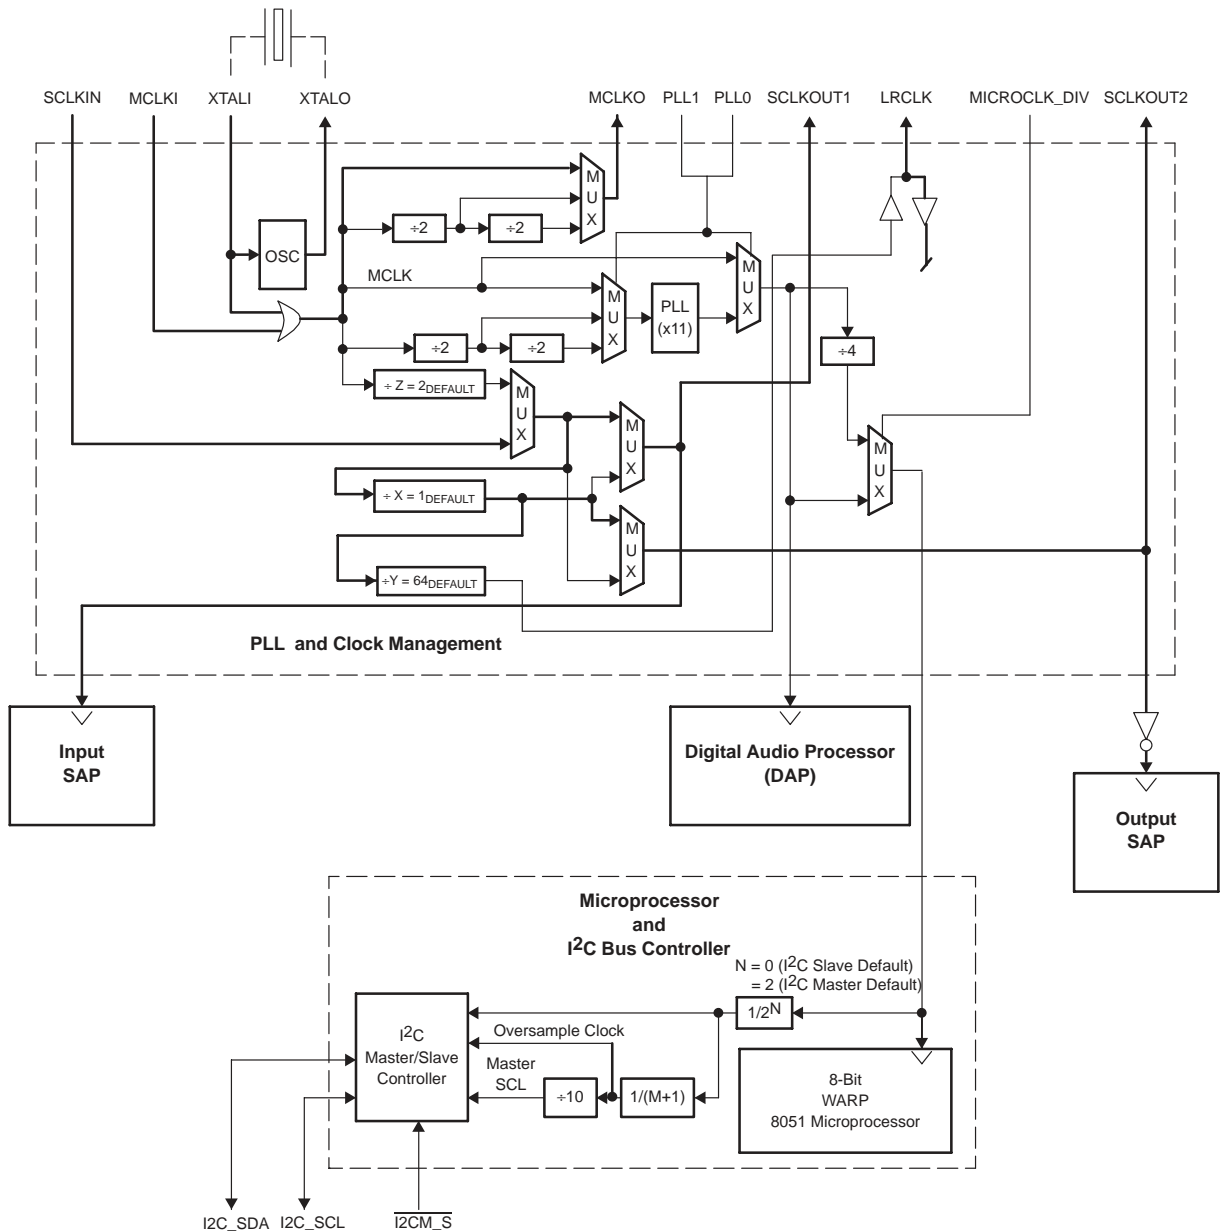 SCLKIN MCLKI XTALI XTALO MCLKO PLL1 PLL0 SCLKOUT1 LRCLK MICROCLK_DIV SCLKOUT2
M
U
X
÷2
÷2
OSC
MCLK
M
U
X
PLL
(x11)
M
U
X
÷2
÷2
÷4
÷ Z = 2DEFAULT
M
U
X
M
U
X
M
U
X
÷ X = 1DEFAULT
M
U
X
÷Y = 64DEFAULT
PLL and Clock Management
Input
SAP
Digital Audio Processor
(DAP)
Output
SAP
Microprocessor
and
I2C Bus Controller
N = 0 (I2C Slave Default)
= 2 (I2C Master Default)
1/2N
I2C
Master/Slave
Controller
Oversample Clock
Master
SCL
÷10
1/(M+1)
8-Bit
WARP
8051 Microprocessor
I2C_SDA I2C_SCL I2CM_S